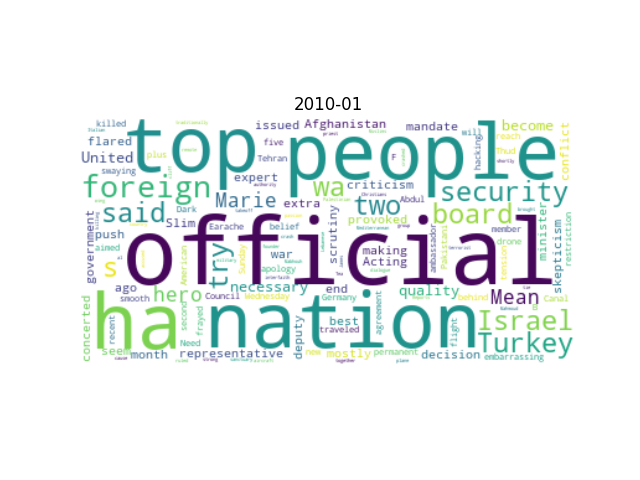 2010-01
killed
issued
Afghanistan
mandate
become
flared
top
people
five
will
reach
conflict
United
plus
Tehran
hacking
Thud
swaying
expert
provoked
foreign
wa
criticism
security
Marie
extra
two
Abdul
said
Dark
Slim
board
minister
push
Earache
belief
scrutiny
member
skepticism
restriction
government
aimed
official
try
war
making
Acting
ambassador
Pakistani
drone
tension
s
American
Sunday
apology
ago
hero
necessary
end
quality
behind
Mean
Canal
smooth
Council
Wednesday
Germany
ha
nation
best
traveled
Israel
concerted
recent
second
frayed
deputy
agreement
flight
Turkey
Need
seem
month
representative
new
mostly
permanent
decision
embarrassing